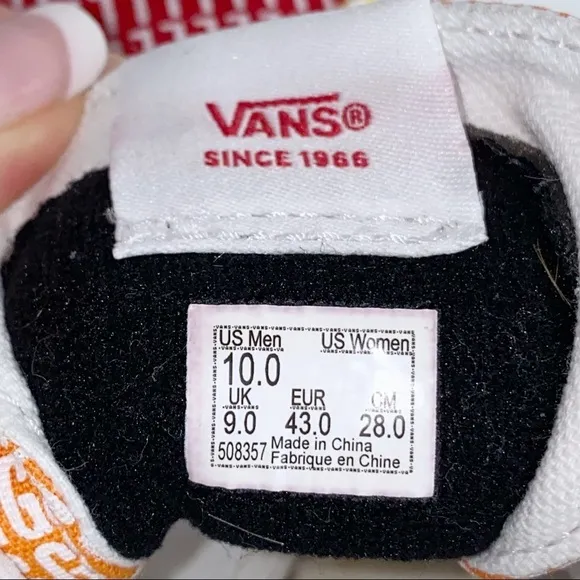 VANS®
SINCE 1966
US Men US Women
10.0
UK EUR CM
9.0 43.0 28.0
508357 Made in China
Fabrique en Chine